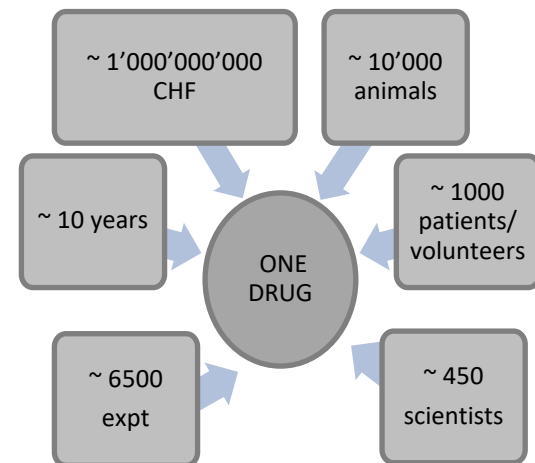 ~ 1’000’000’000
CHF
~ 10’000
animals
~ 10 years
~ 1000
patients/
volunteers
ONE
DRUG
~ 6500
expt
~ 450
scientists